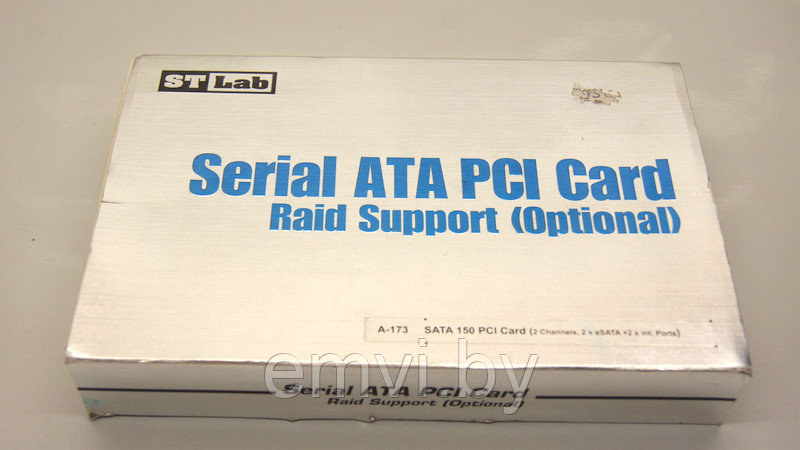 ST Lab
95
Serial ATA PCI Card
Raid Support (Optional)
A-173 SATA 150 PCI Card (2 Channels, 2 x eSATA +2 x Int. Ports)
emvi.by
Serial ATA PCI Card
Raid Support (Optional)